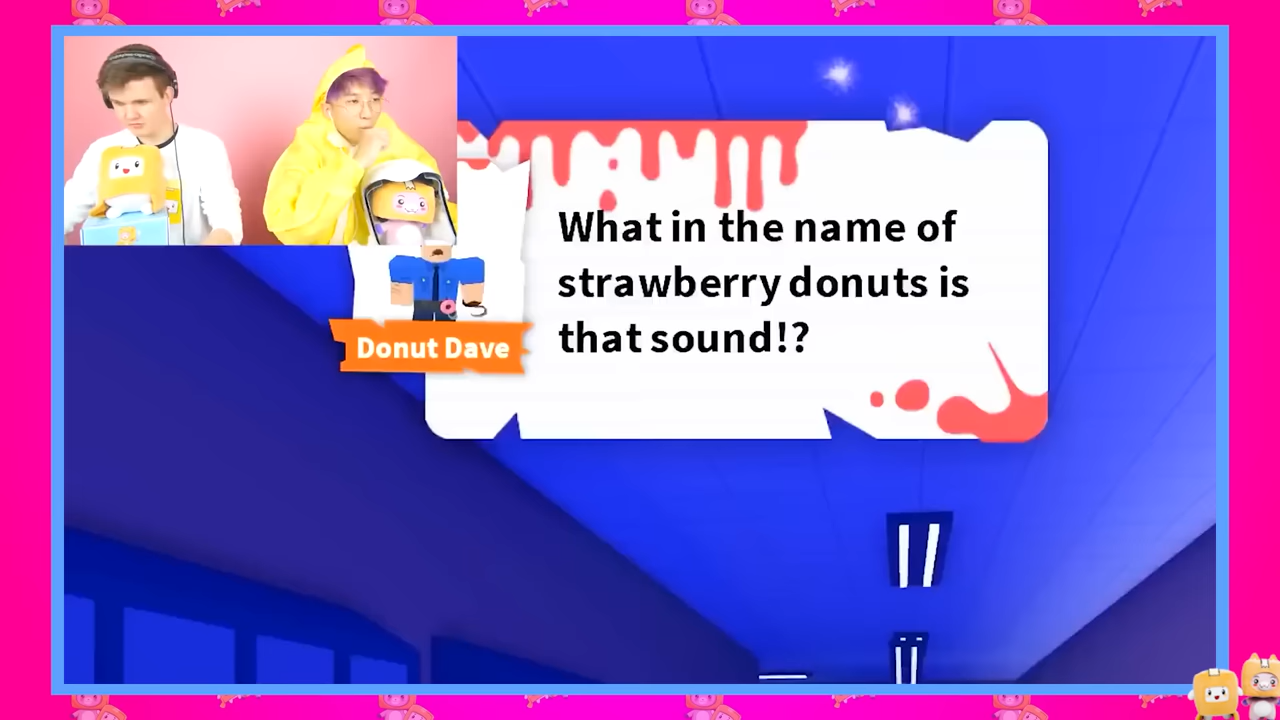 What in the name of
strawberry donuts is
that sound!?
Donut Dave